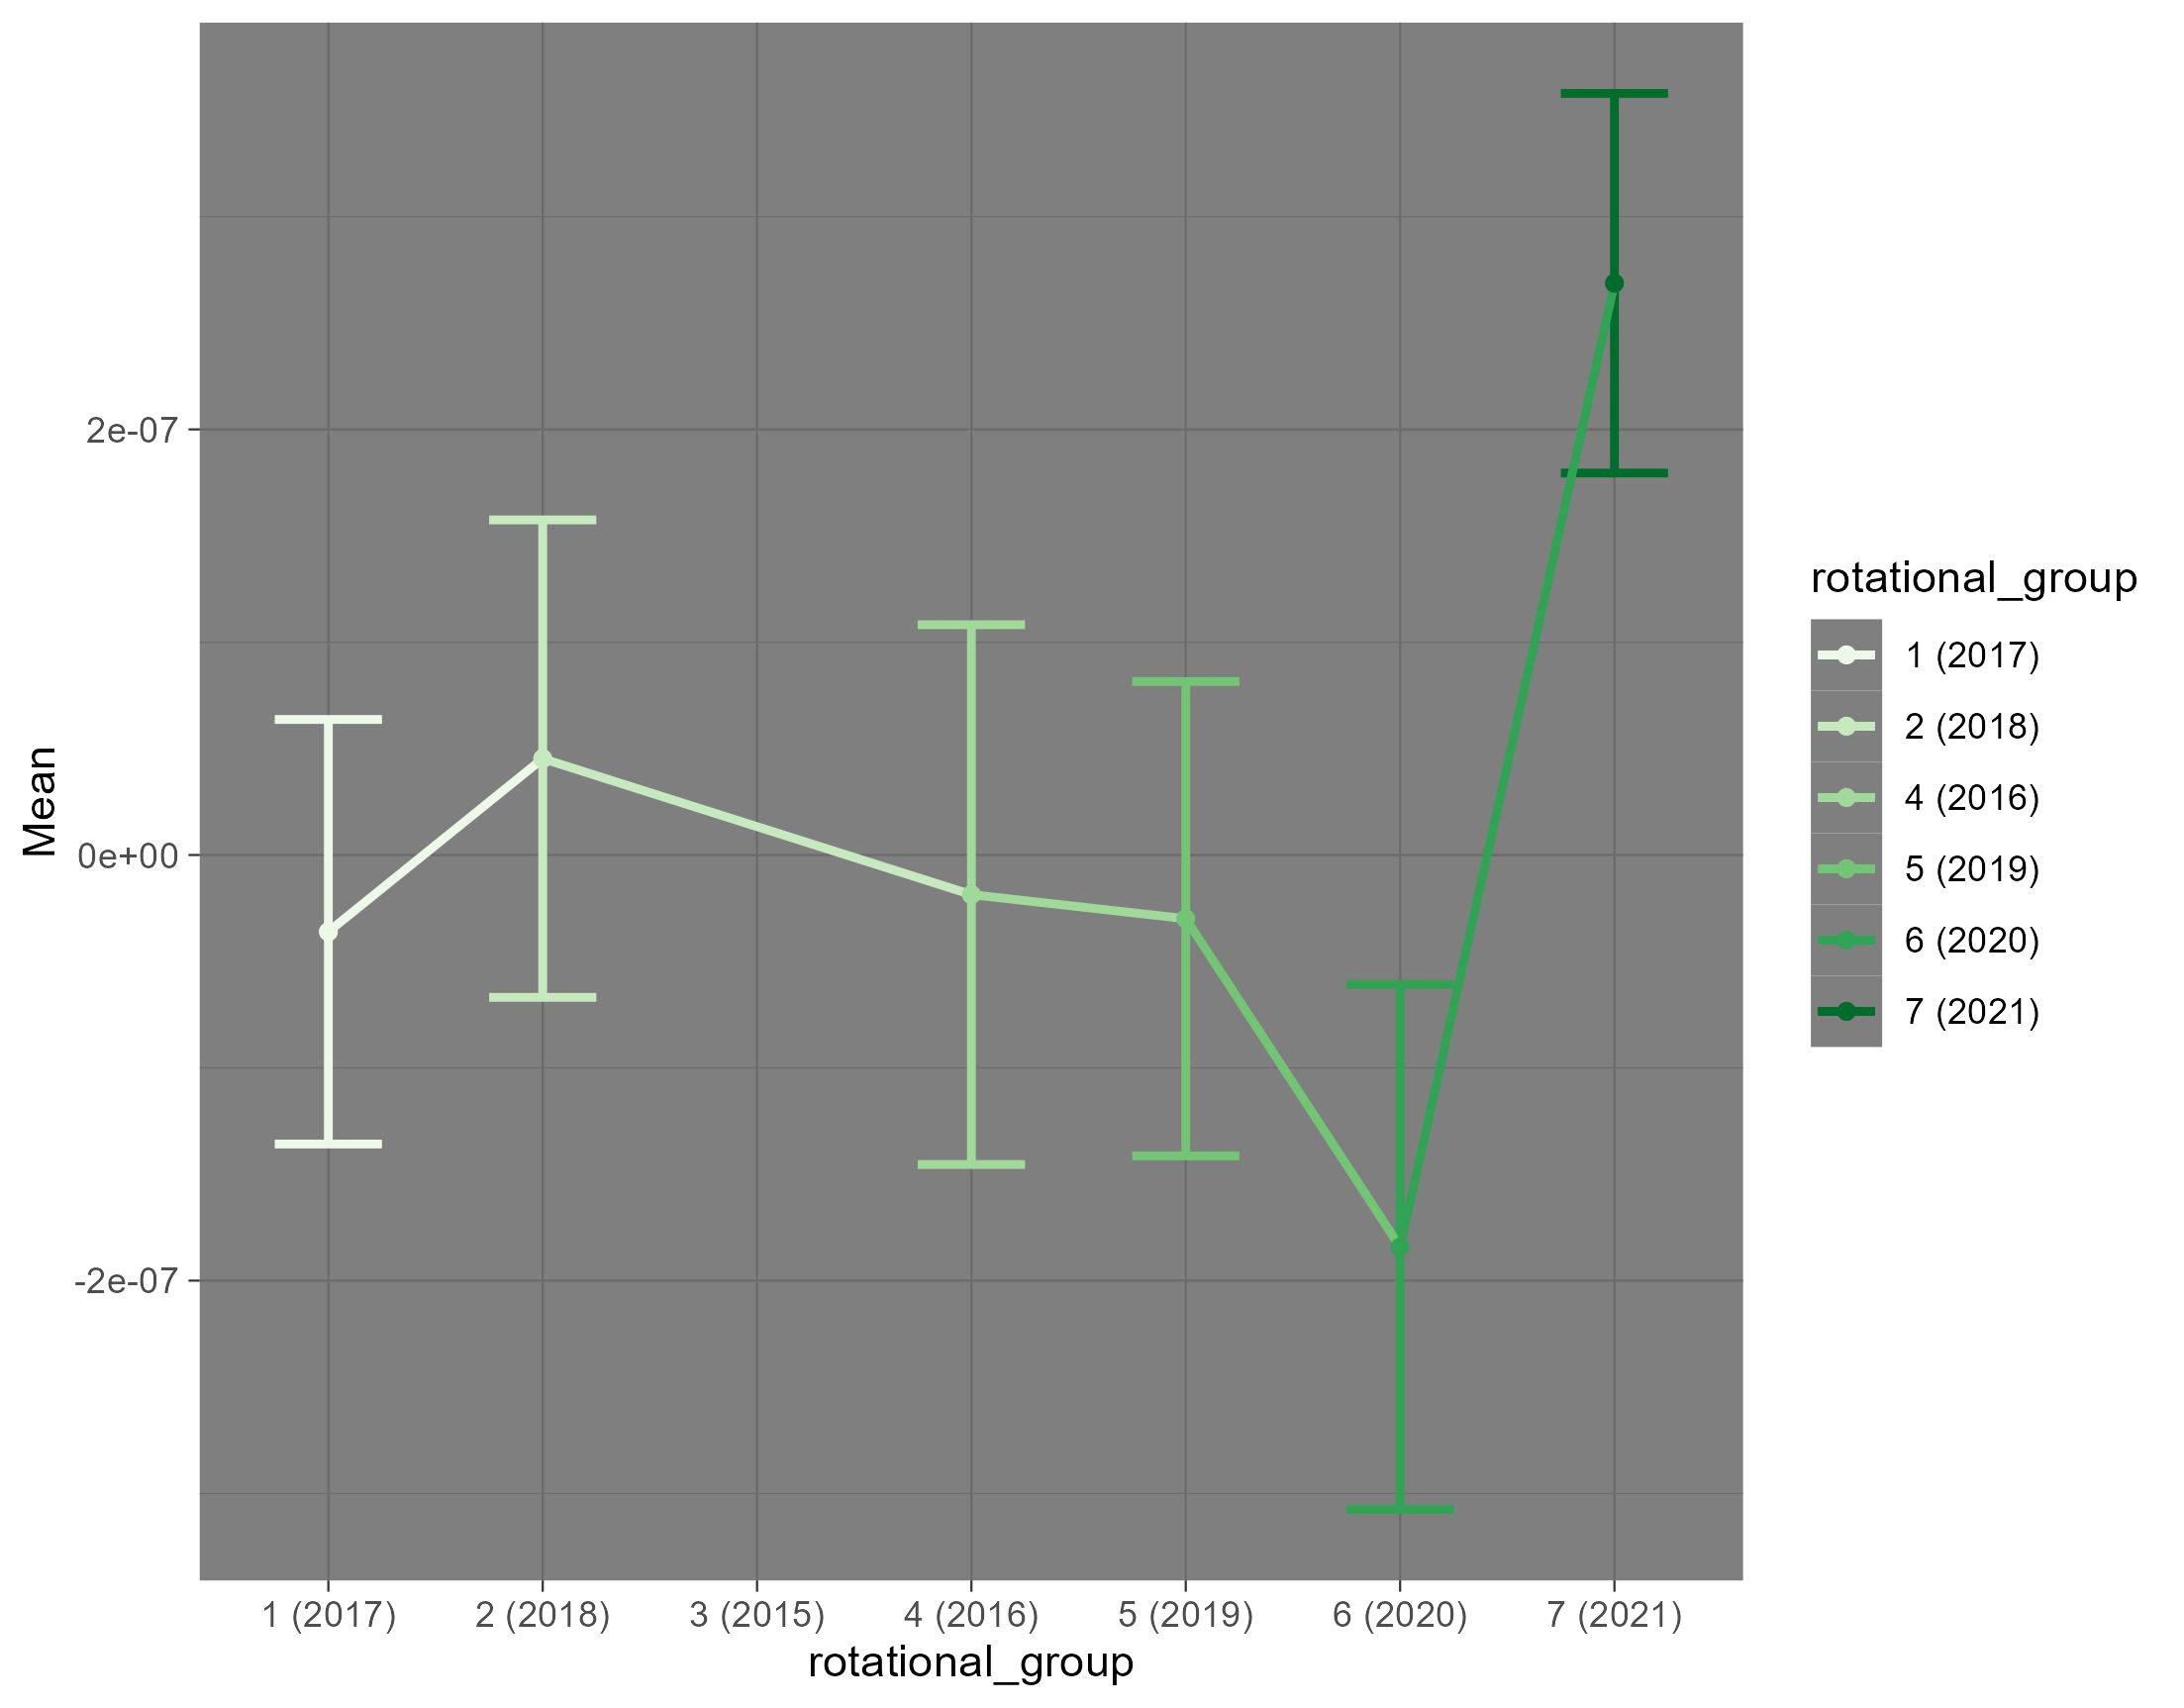 Mean
2e-07
0e+00
-2e-07
1 (2017) 2 (2018) 3 (2015) 4 (2016) 5 (2019) 6 (2020) 7 (2021)
rotational_group
rotational_group
1 (2017)
2 (2018)
4 (2016)
5 (2019)
6 (2020)
7 (2021)